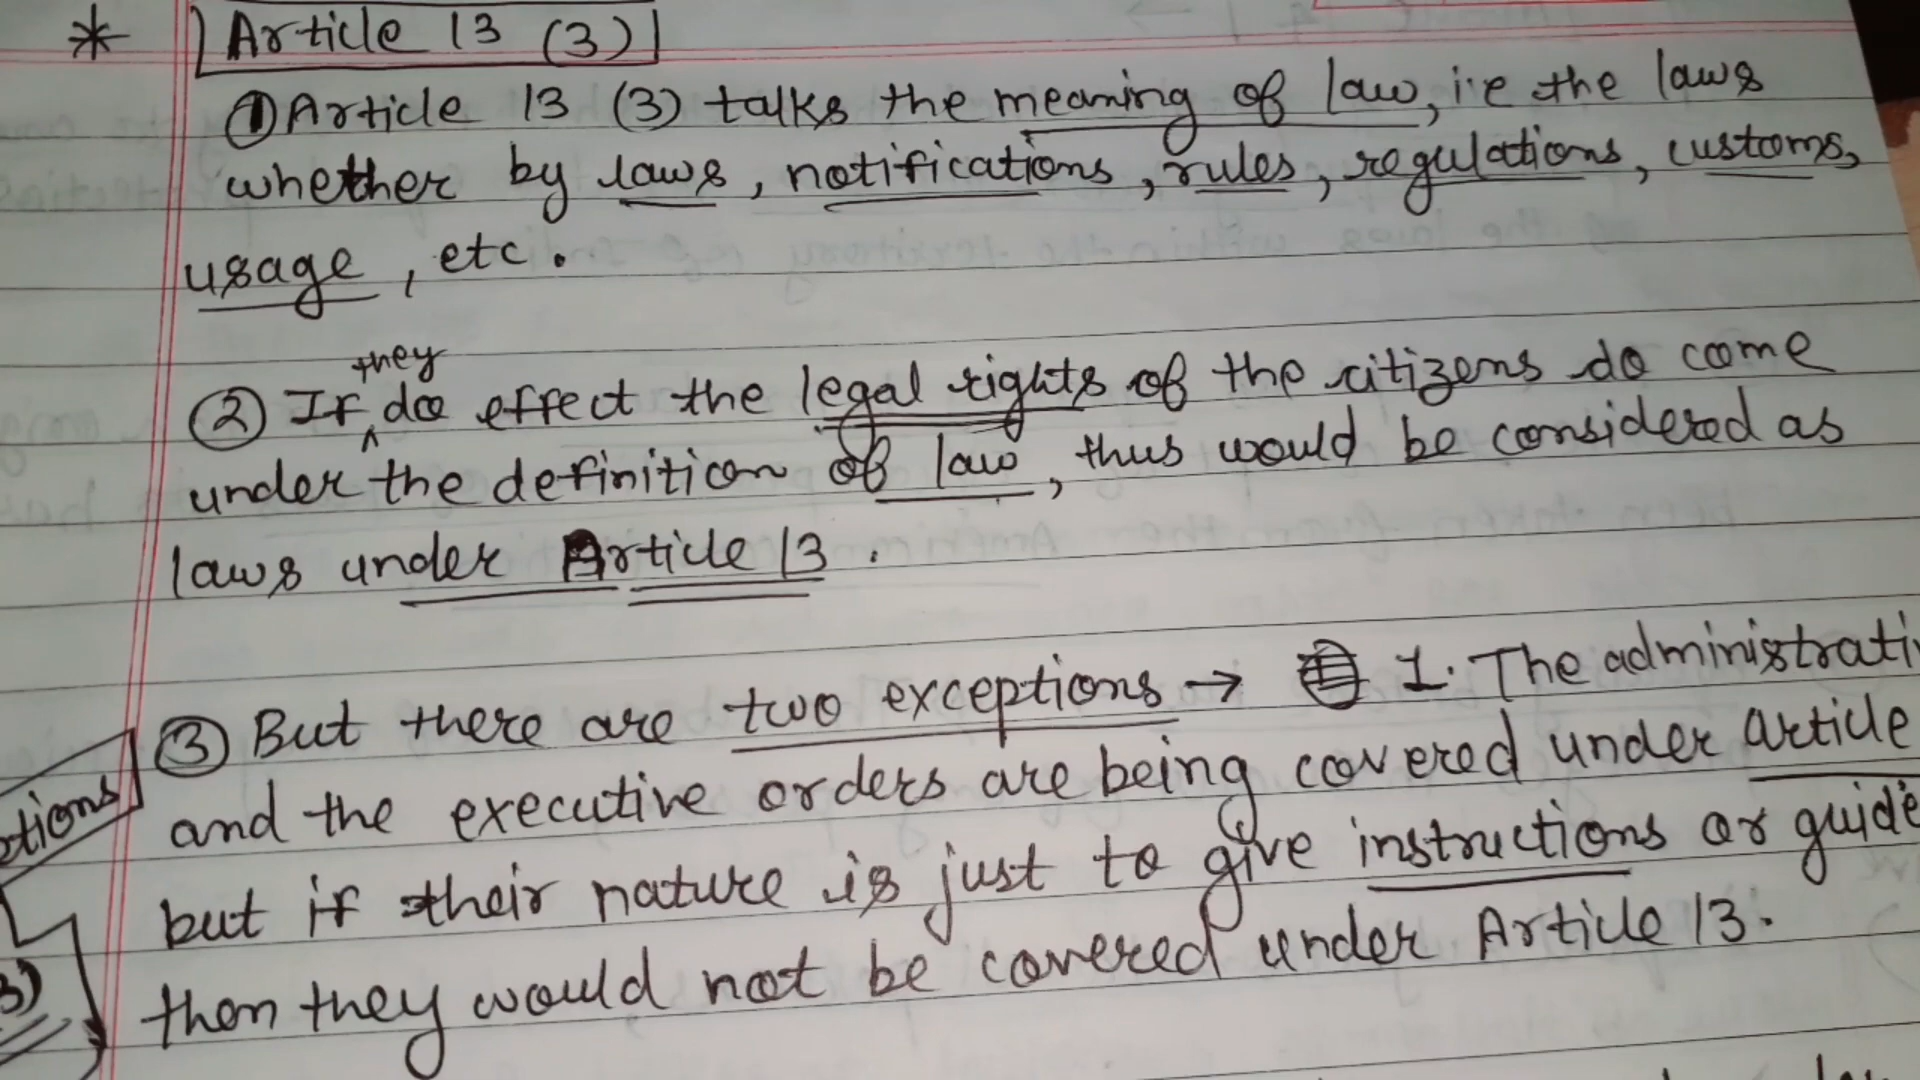 * Article 13 (3)
① Article 13 (3) talks the meaning of law, i.e the laws
whether by laws, notifications, rules, regulations, customs,
usage, etc.
they
② If do effect the legal rights of the citizens do come
under the definition of law, thus would be considered as
laws under Article 13.
③ But there are two exceptions → 1. The administrati
and the executive orders are being covered under article
ctions
but if their nature is just to give instructions or guide
3)
then they would not be covered under Article 13.